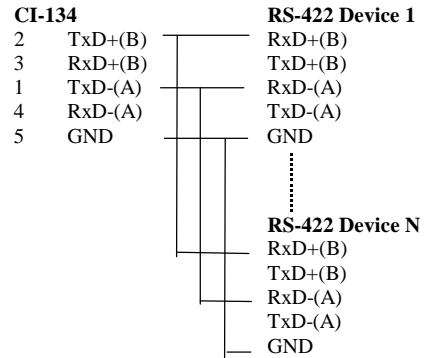 CI-134 RS-422 Device 1
2 TxD+(B) RxD+(B)
3 RxD+(B) TxD+(B)
1 TxD-(A) RxD-(A)
4 RxD-(A) TxD-(A)
5 GND GND
RS-422 Device N
RxD+(B)
TxD+(B)
RxD-(A)
TxD-(A)
GND